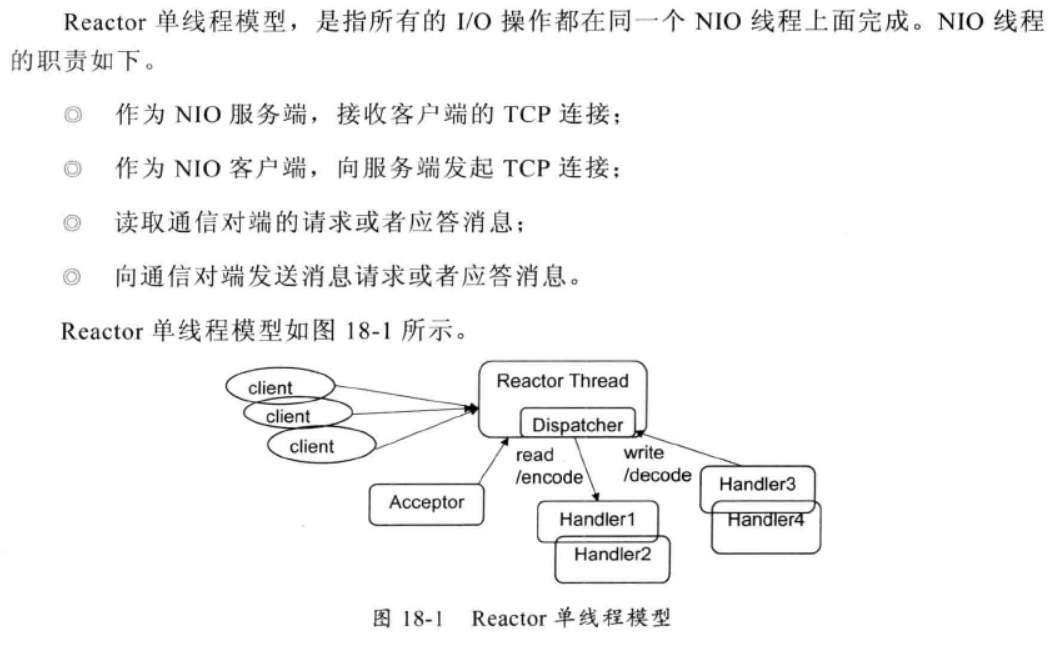 Reactor 单线程模型，是指所有的 I/O 操作都在同一个 NIO 线程上面完成。NIO 线程
的职责如下。
◎ 作为 NIO 服务端，接收客户端的 TCP 连接；
◎ 作为 NIO 客户端，向服务端发起 TCP 连接；
◎ 读取通信对端的请求或者应答消息；
◎ 向通信对端发送消息请求或者应答消息。
Reactor 单线程模型如图 18-1 所示。
client
client
client
Reactor Thread
Dispatcher
read
/encode
write
/decode
Acceptor
Handler1
Handler2
Handler3
Handler4
图 18-1 Reactor 单线程模型